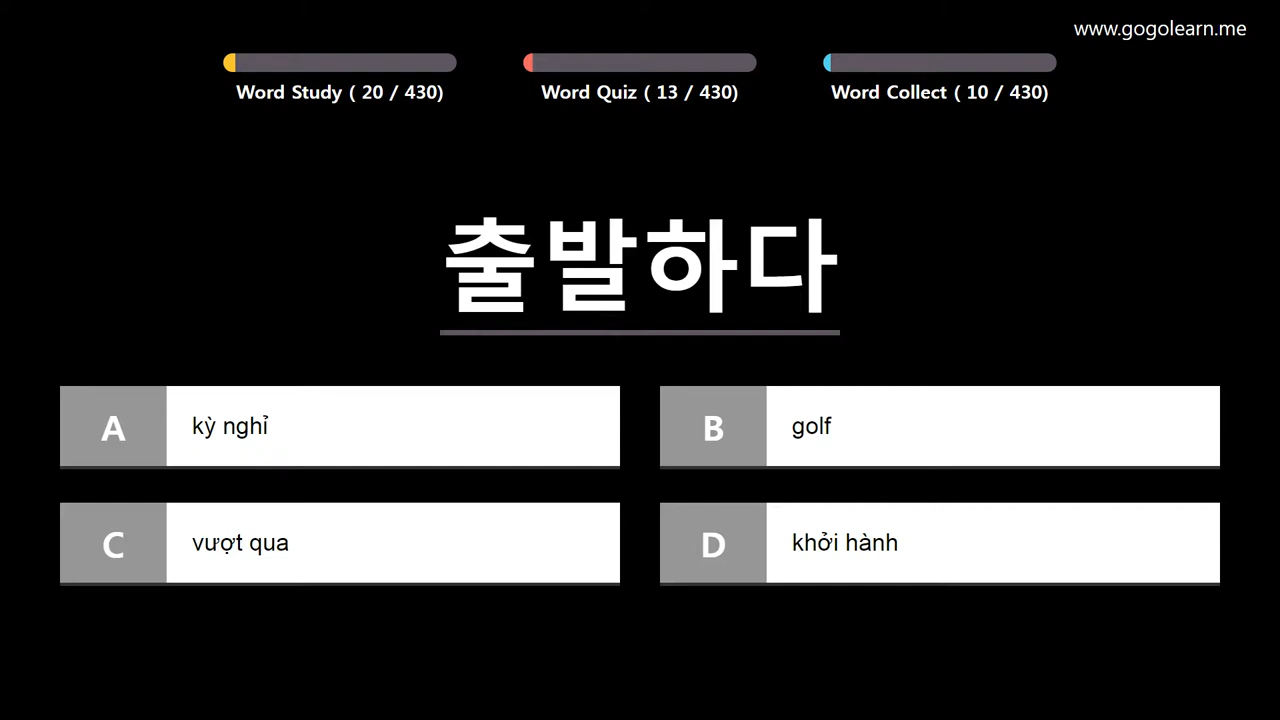 www.gogolearn.me
Word Study ( 20 / 430)
Word Quiz ( 13 / 430)
Word Collect ( 10 / 430)
출발하다
A
kỳ nghỉ
B
golf
C
vượt qua
D
khởi hành